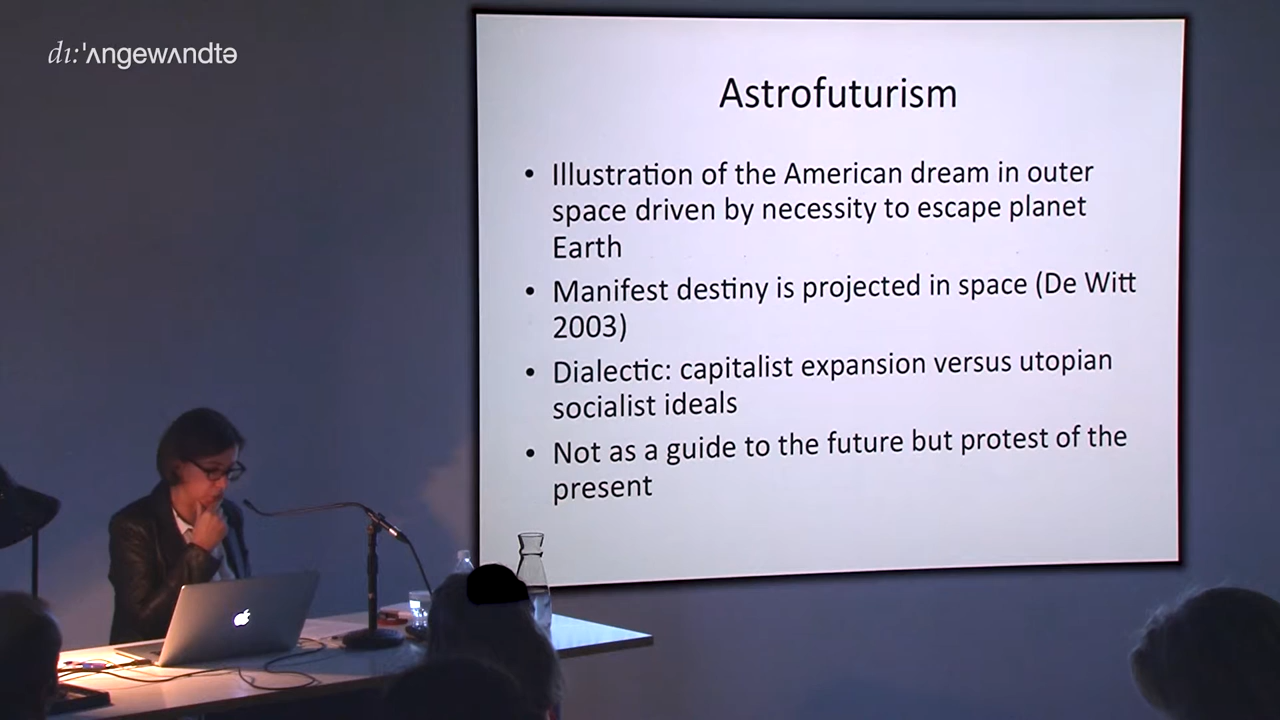 dı:ˈʌngewʌndtə
Astrofuturism
• Illustration of the American dream in outer
space driven by necessity to escape planet
Earth
• Manifest destiny is projected in space (De Witt
2003)
• Dialectic: capitalist expansion versus utopian
socialist ideals
• Not as a guide to the future but protest of the
present